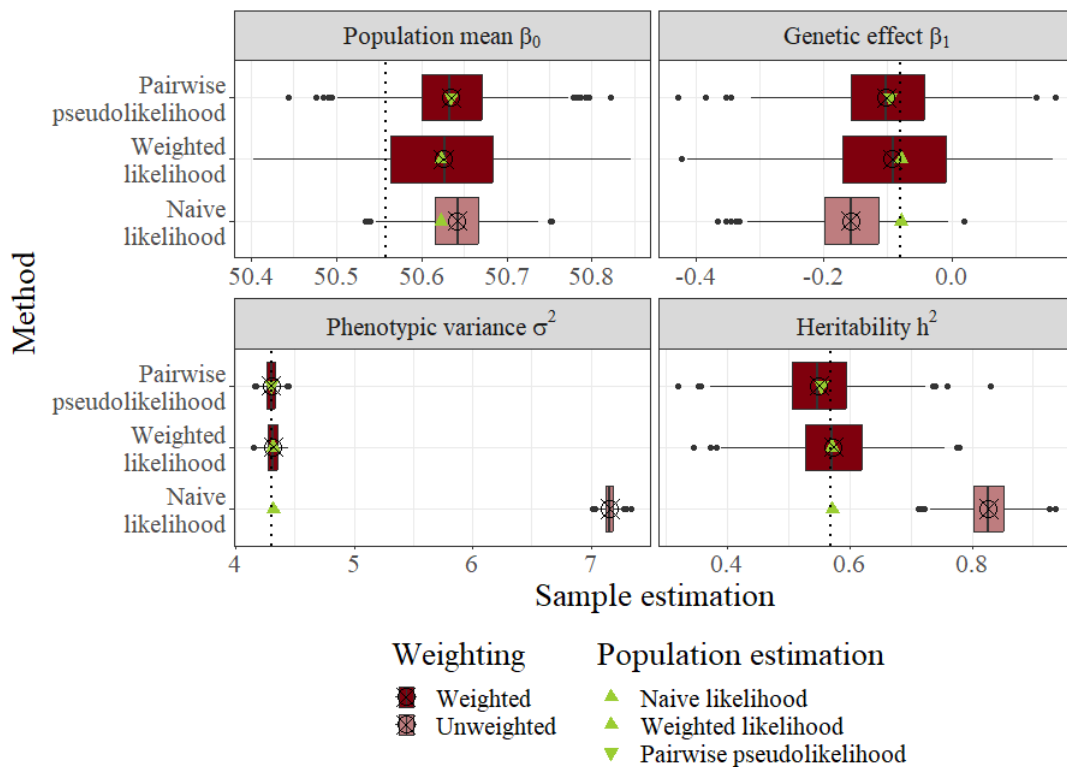 Population mean β₀
Genetic effect β₁
Pairwise
pseudolikelihood
Weighted
likelihood
Naive
likelihood
50.4 50.5 50.6 50.7 50.8
-0.4 -0.2 0.0
Method
Phenotypic variance σ²
Heritability h²
Pairwise
pseudolikelihood
Weighted
likelihood
Naive
likelihood
4 5 6 7
0.4 0.6 0.8
Sample estimation
Weighting
Weighted
Unweighted
Population estimation
Naive likelihood
Weighted likelihood
Pairwise pseudolikelihood